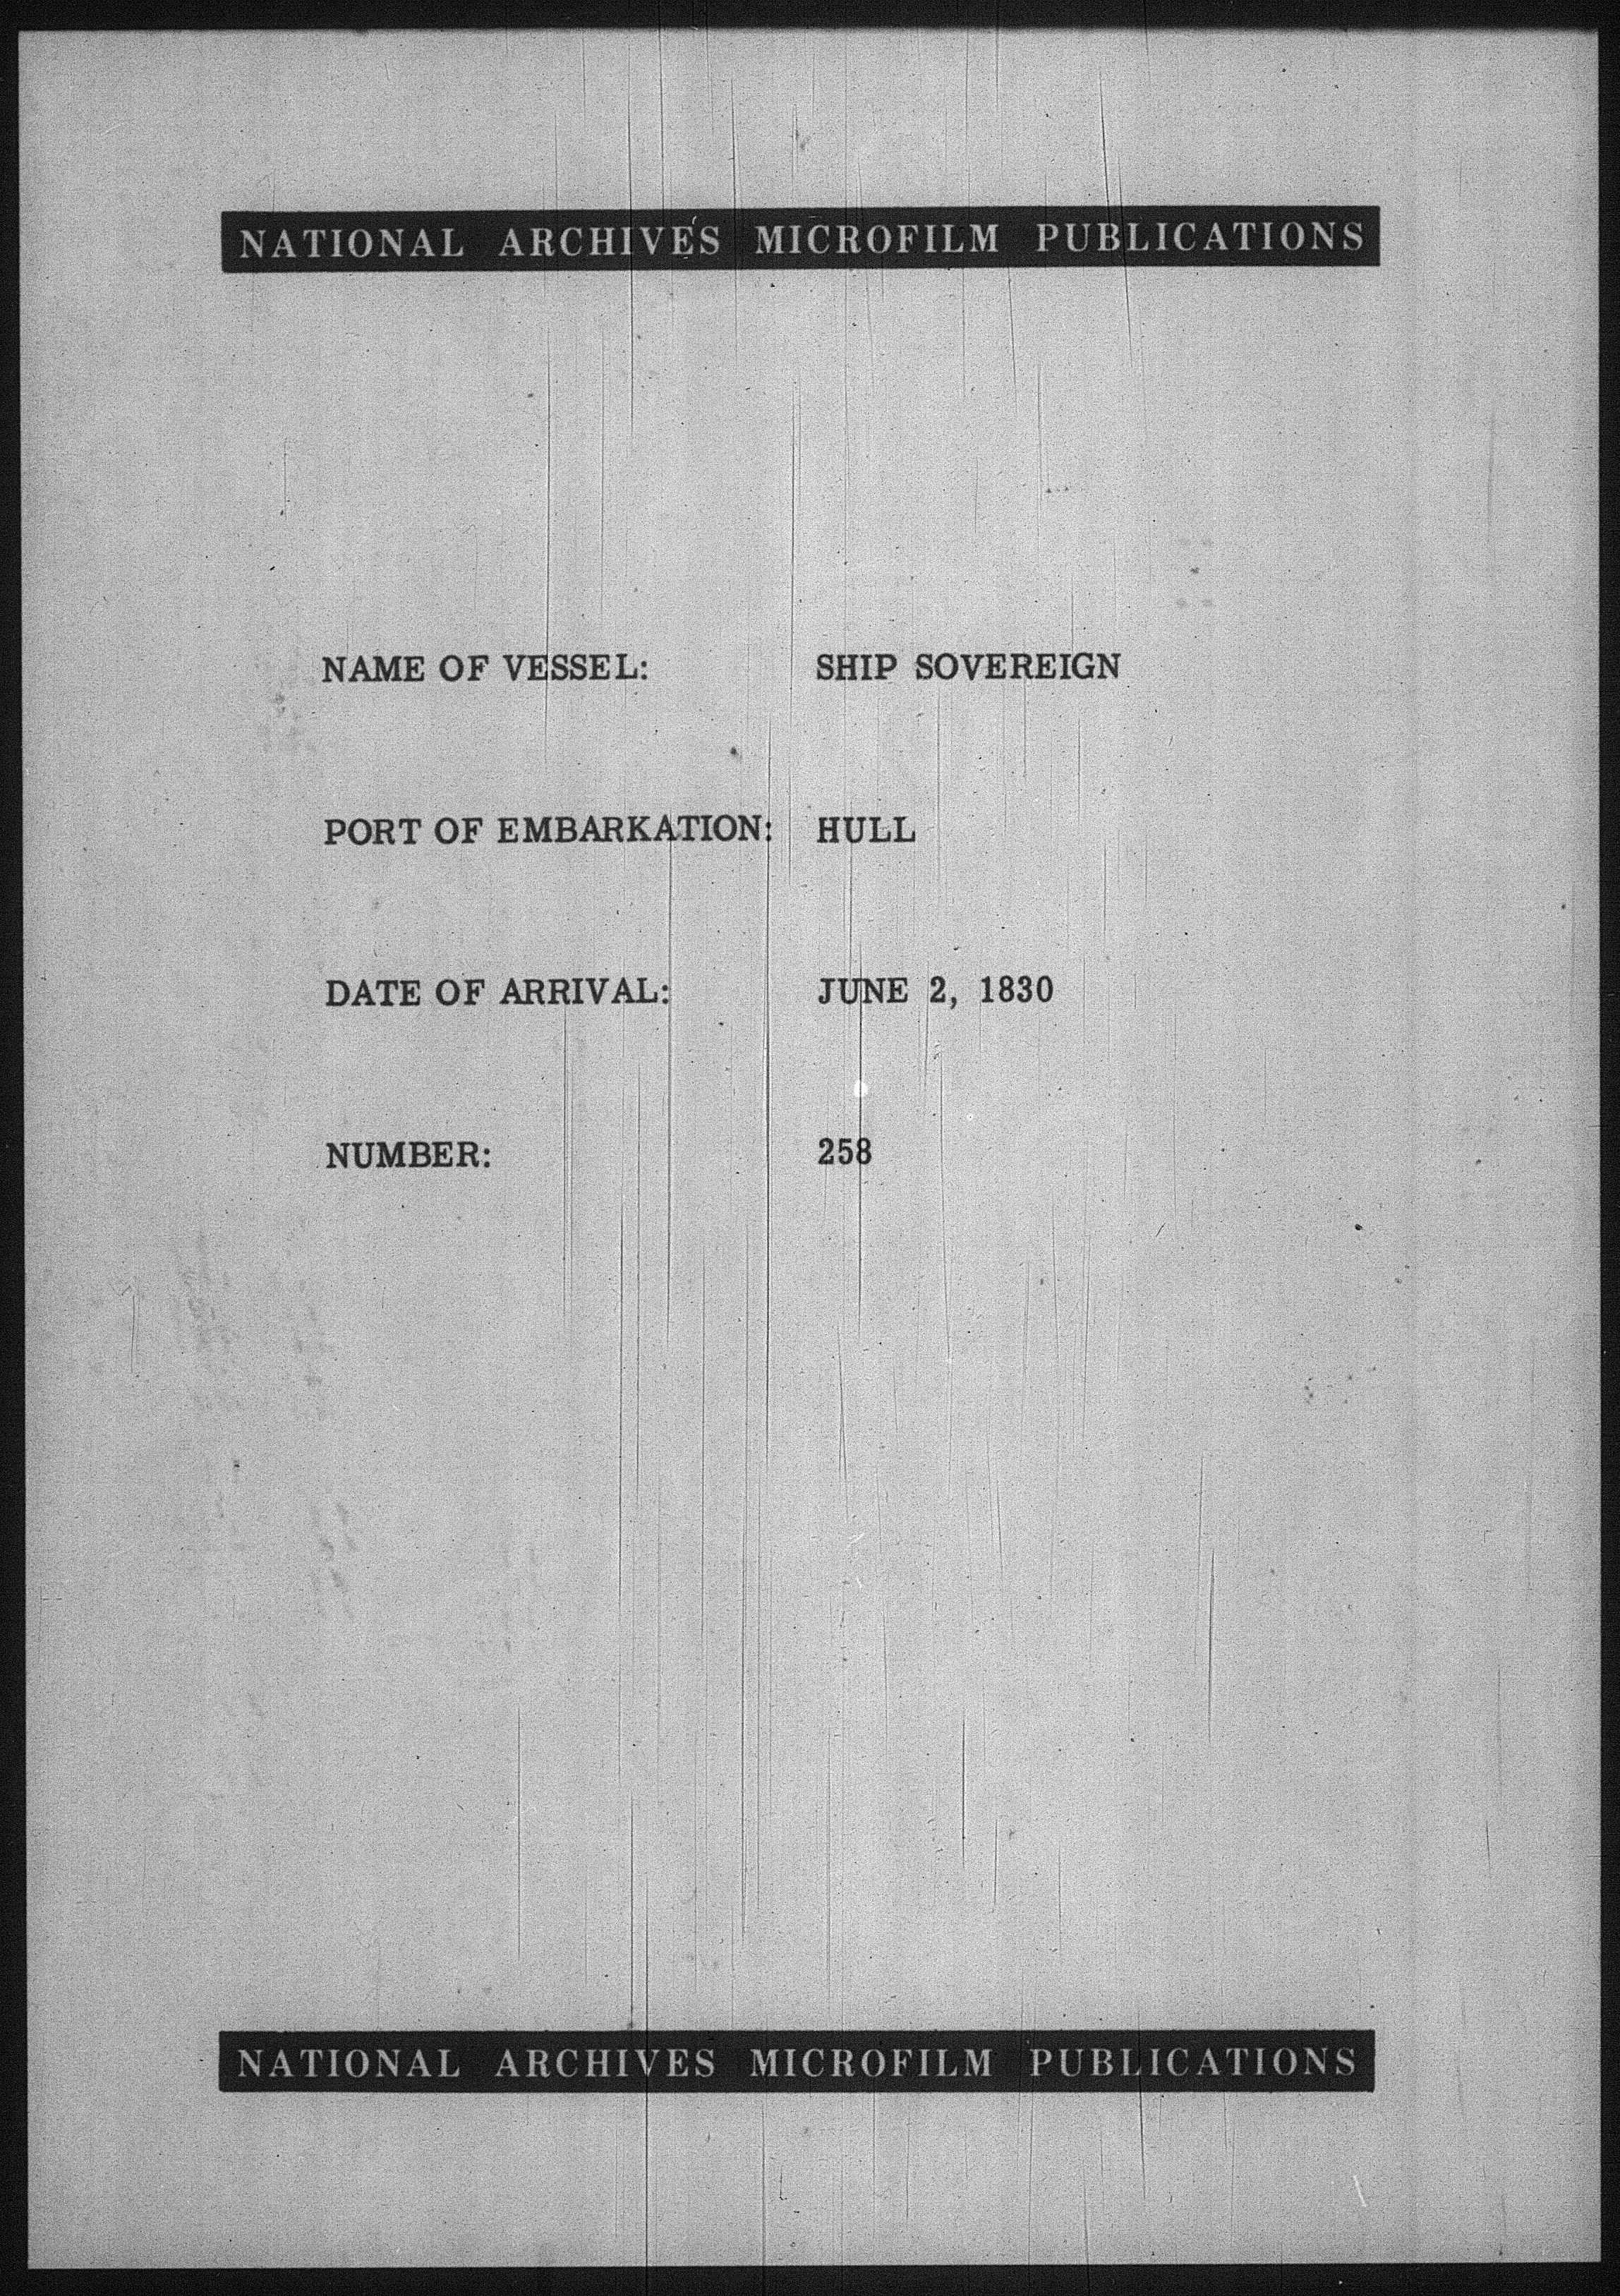 NATIONAL ARCHIVES MICROFILM PUBLICATIONS
NAME OF VESSEL: SHIP SOVEREIGN
PORT OF EMBARKATION: HULL
DATE OF ARRIVAL: JUNE 2, 1830
NUMBER: 258
NATIONAL ARCHIVES MICROFILM PUBLICATIONS